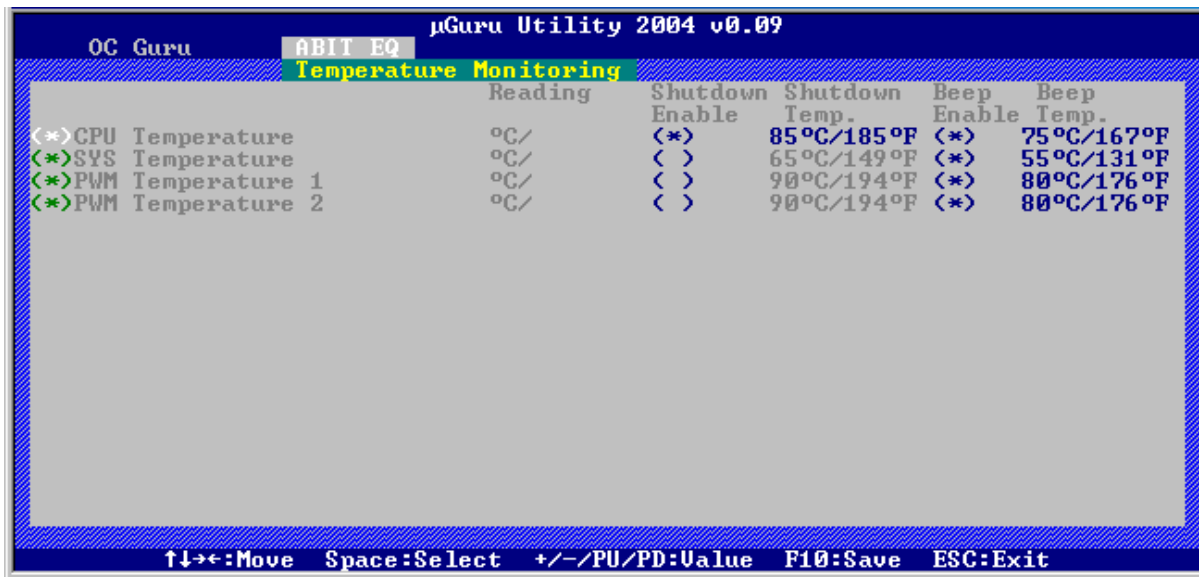 µGuru Utility 2004 v0.09
OC Guru ABIT EQ
Temperature Monitoring
Reading Shutdown Shutdown Beep Beep
Enable Temp. Enable Temp.
(*)CPU Temperature ºC/ (*) 85ºC/185ºF (*) 75ºC/167ºF
(*)SYS Temperature ºC/ ( ) 65ºC/149ºF (*) 55ºC/131ºF
(*)PWM Temperature 1 ºC/ ( ) 90ºC/194ºF (*) 80ºC/176ºF
(*)PWM Temperature 2 ºC/ ( ) 90ºC/194ºF (*) 80ºC/176ºF
↑↓→←:Move Space:Select +/-/PU/PD:Value F10:Save ESC:Exit